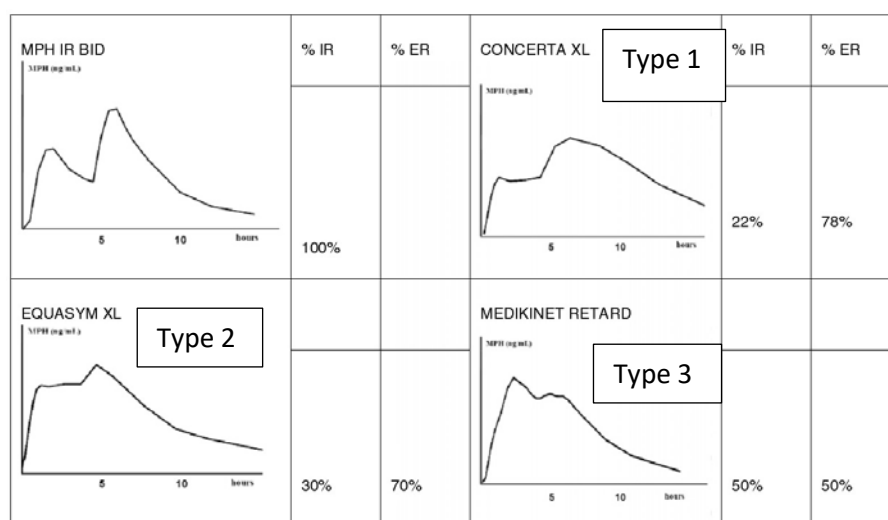 MPH IR BID
% IR
% ER
MPH (ng/mL)
5
10
hours
100%
CONCERTA XL
Type 1
% IR
% ER
MPH (ng/mL)
5
10
hours
22%
78%
EQUASYM XL
Type 2
MPH (ng/mL)
5
10
hours
30%
70%
MEDIKINET RETARD
Type 3
MPH (ng/mL)
5
10
hours
50%
50%